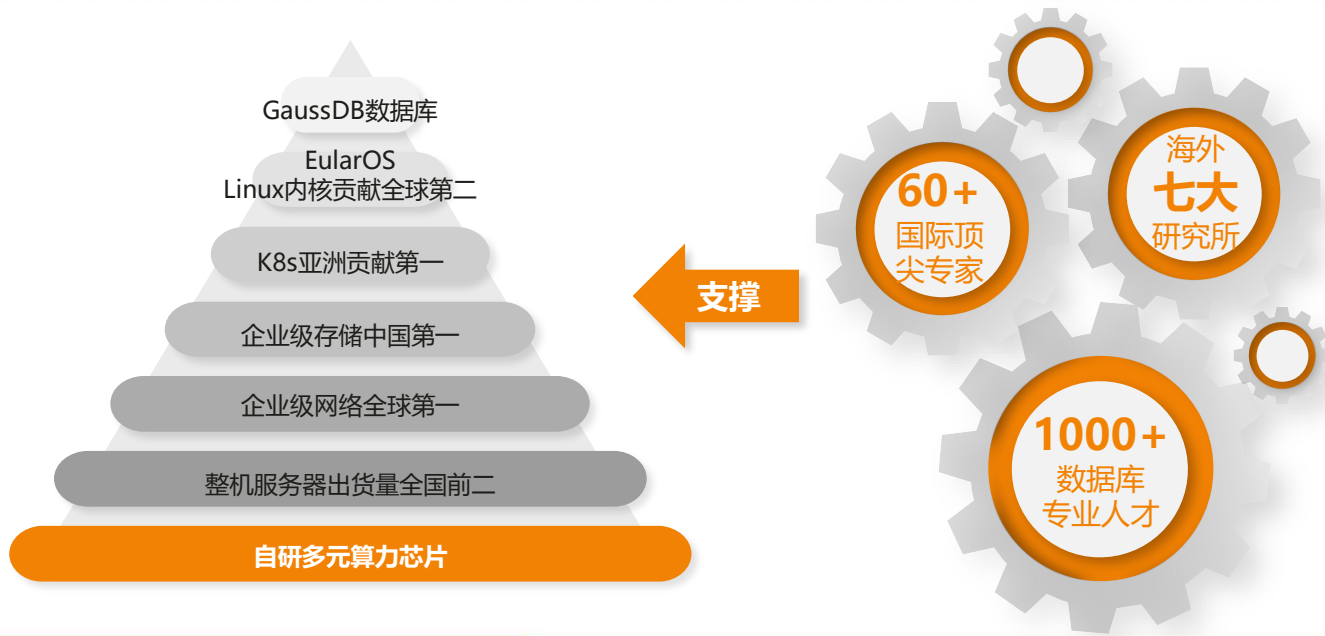 GaussDB数据库
EularOS
Linux内核贡献全球第二
K8s亚洲贡献第一
企业级存储中国第一
企业级网络全球第一
整机服务器出货量全国前二
自研多元算力芯片
支撑
60+
国际顶
尖专家
海外
七大
研究所
1000+
数据库
专业人才